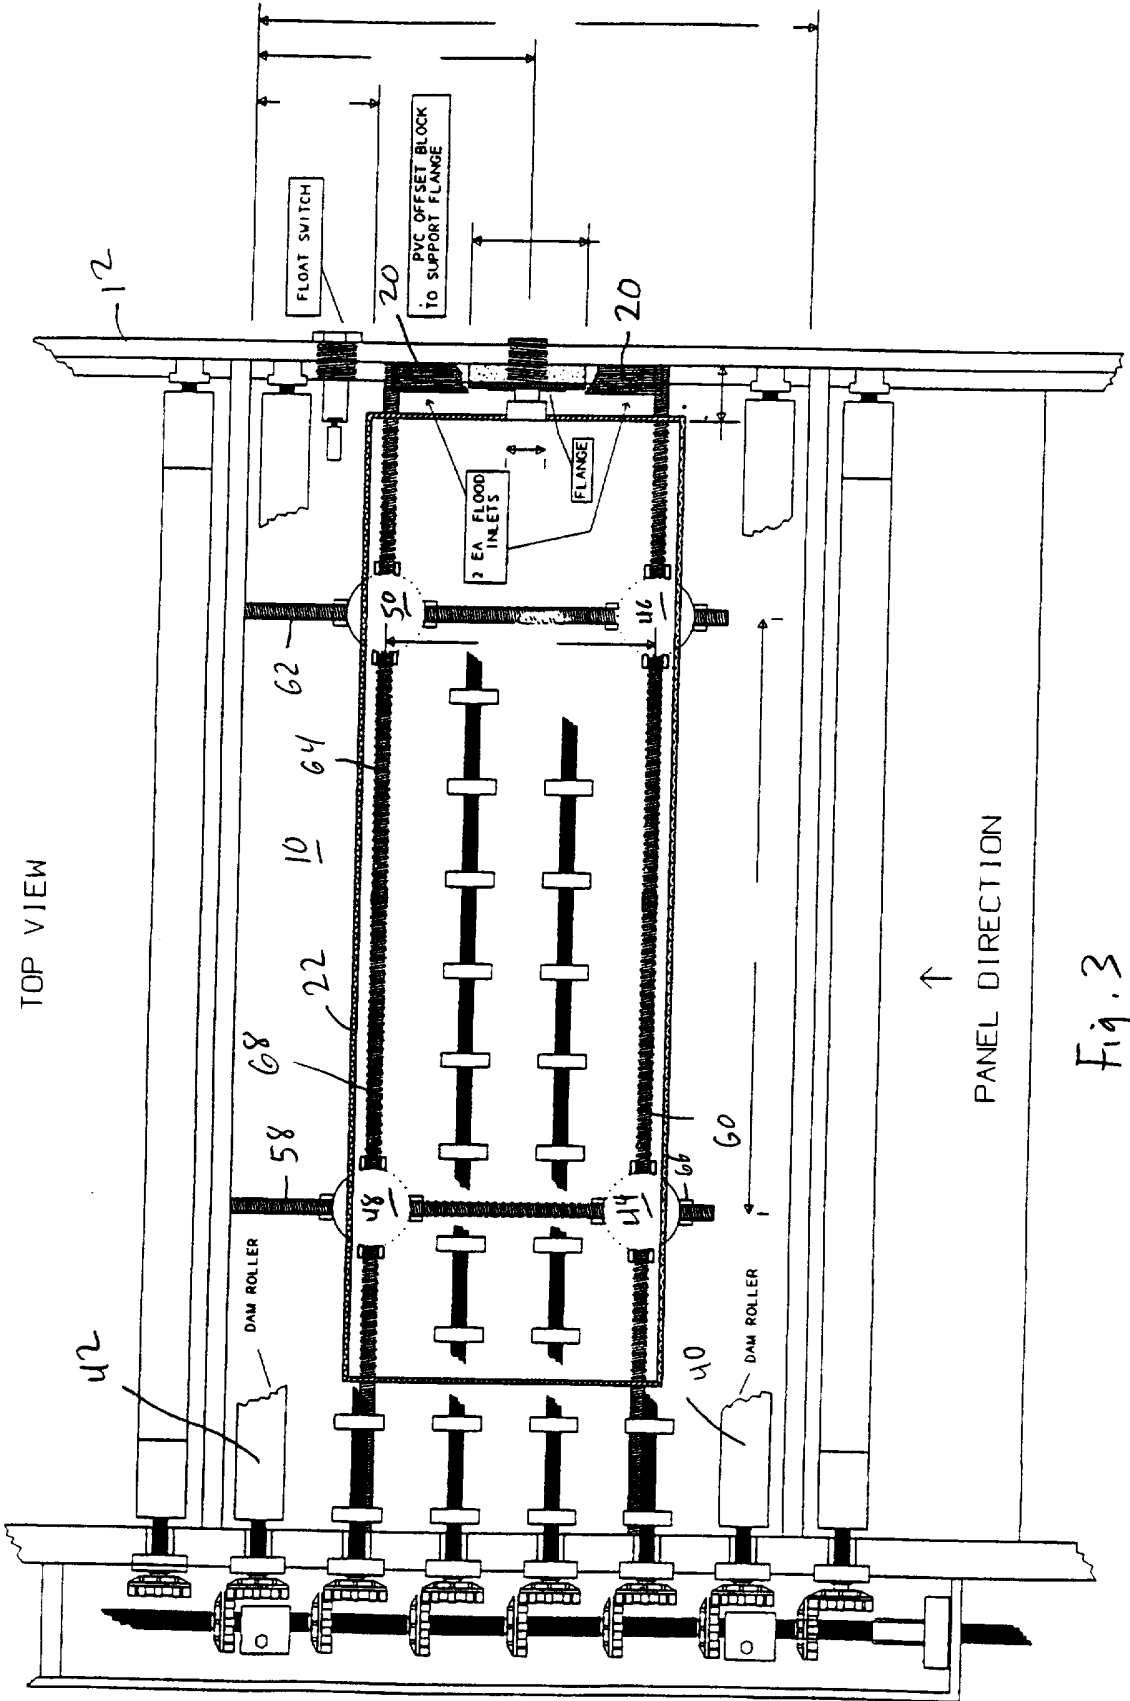 TOP VIEW
12
FLOAT SWITCH
PVC OFFSET BLOCK
TO SUPPORT FLANGE
20
20
2 EA FLOOD
INLETS
FLANGE
62
50
46
64
10
22
68
58
48
44
60
66
42
DAM ROLLER
40
DAM ROLLER
↑
PANEL DIRECTION
Fig. 3